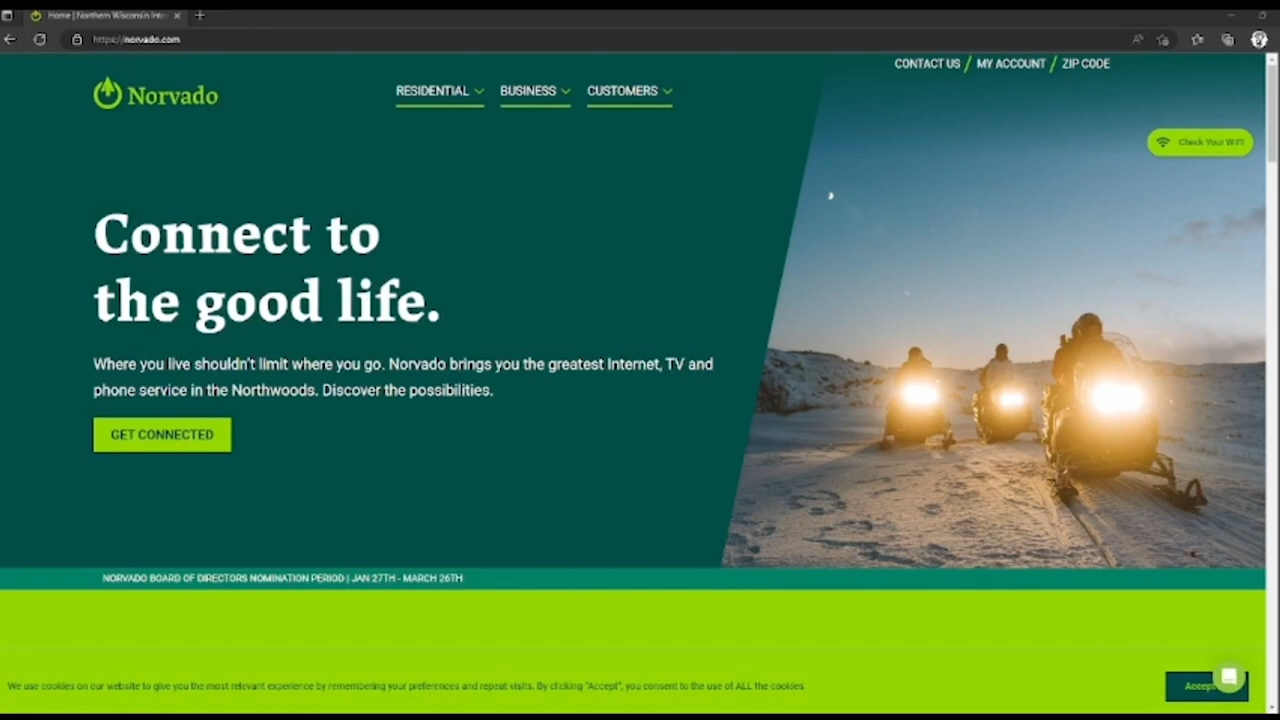 Home | Northern Wisconsin Inte
https://norvado.com
CONTACT US / MY ACCOUNT / ZIP CODE
Norvado
RESIDENTIAL BUSINESS CUSTOMERS
Check Your WiFi
Connect to
the good life.
Where you live shouldn't limit where you go. Norvado brings you the greatest Internet, TV and
phone service in the Northwoods. Discover the possibilities.
GET CONNECTED
NORVADO BOARD OF DIRECTORS NOMINATION PERIOD | JAN 27TH - MARCH 26TH
We use cookies on our website to give you the most relevant experience by remembering your preferences and repeat visits. By clicking "Accept", you consent to the use of ALL the cookies
Accept